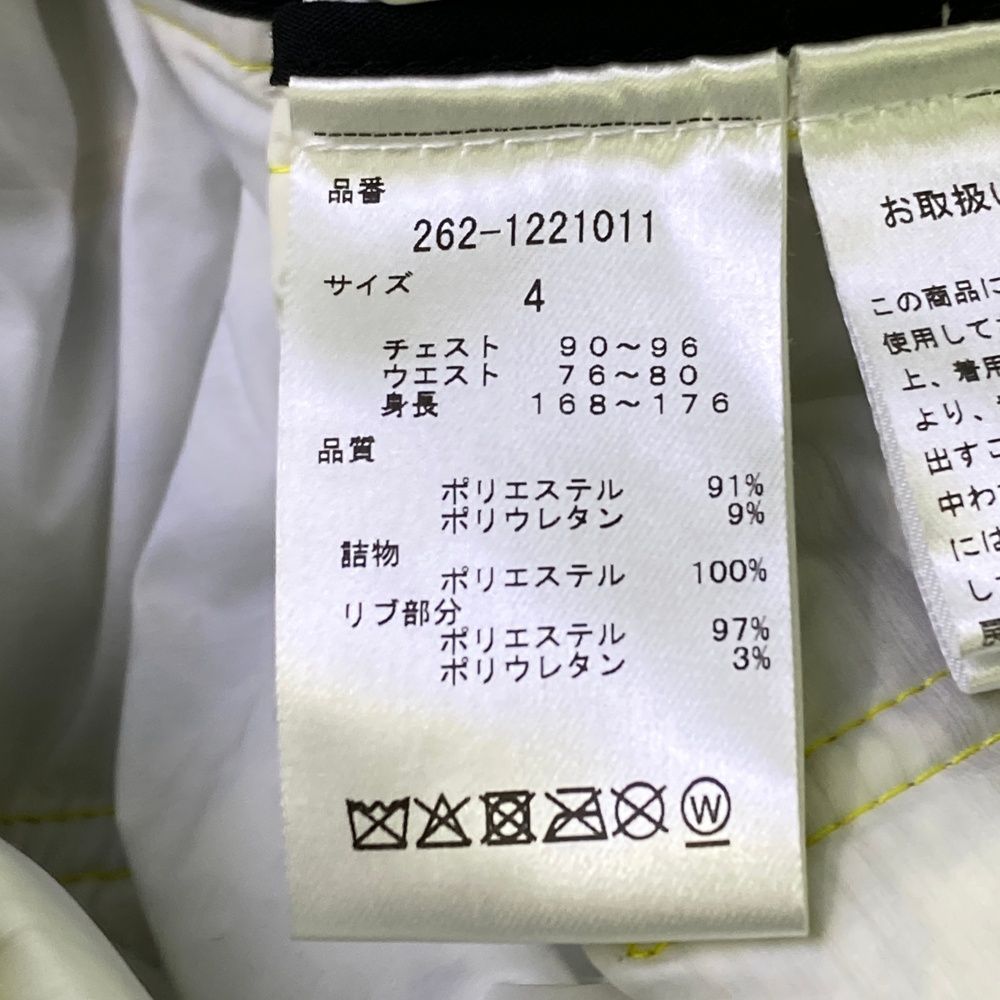 品番
262-1221011
サイズ 4
チェスト 90～96
ウエスト 76～80
身長 168～176
品質
ポリエステル 91%
ポリウレタン 9%
詰物
ポリエステル 100%
リブ部分
ポリエステル 97%
ポリウレタン 3%
W
お取扱い
この商品に
使用して
上、着用
より、
出すこ
中わ
には
し